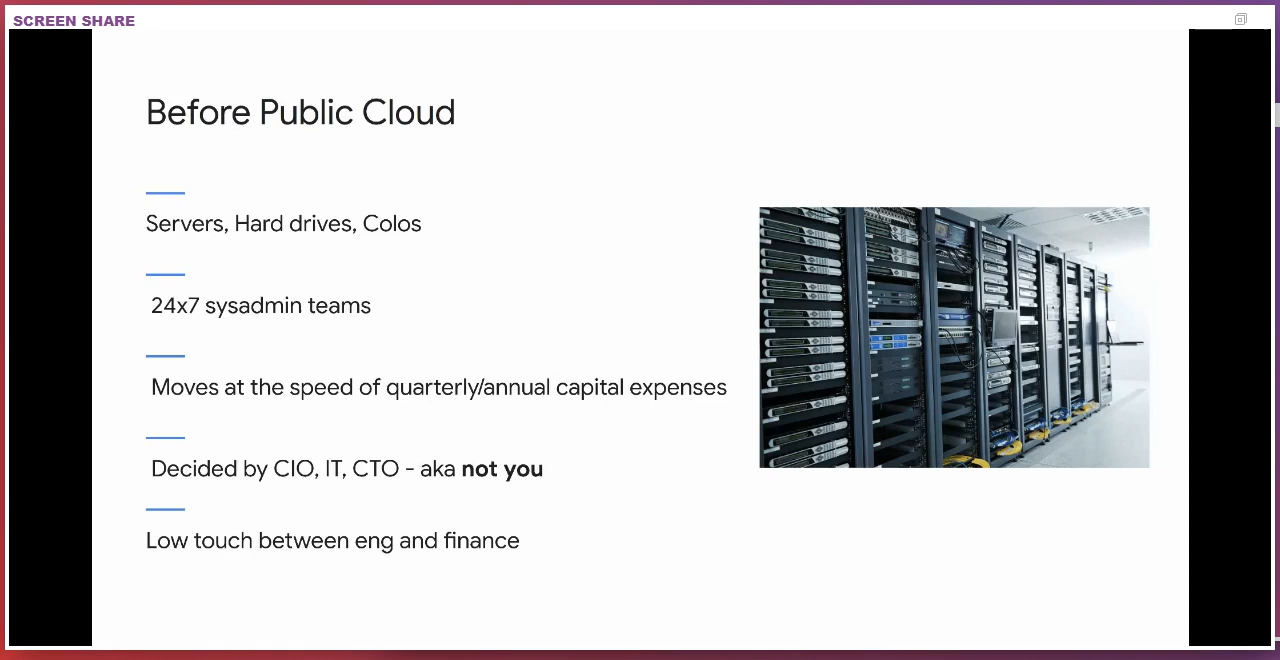 SCREEN SHARE
Before Public Cloud
Servers, Hard drives, Colos
24x7 sysadmin teams
Moves at the speed of quarterly/annual capital expenses
Decided by CIO, IT, CTO - aka not you
Low touch between eng and finance